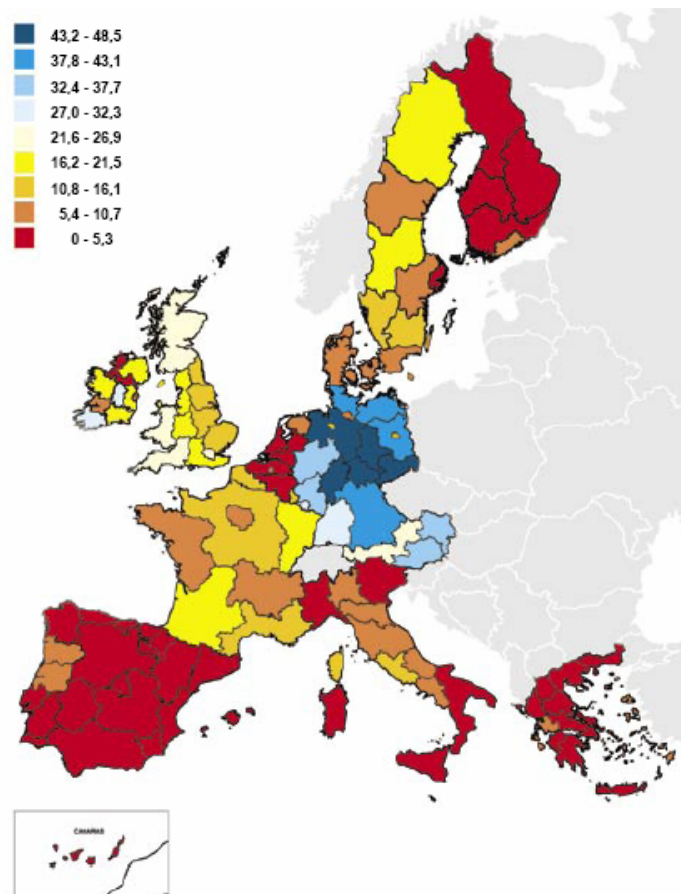 43,2 - 48,5
37,8 - 43,1
32,4 - 37,7
27,0 - 32,3
21,6 - 26,9
16,2 - 21,5
10,8 - 16,1
5,4 - 10,7
0 - 5,3
CANARIAS